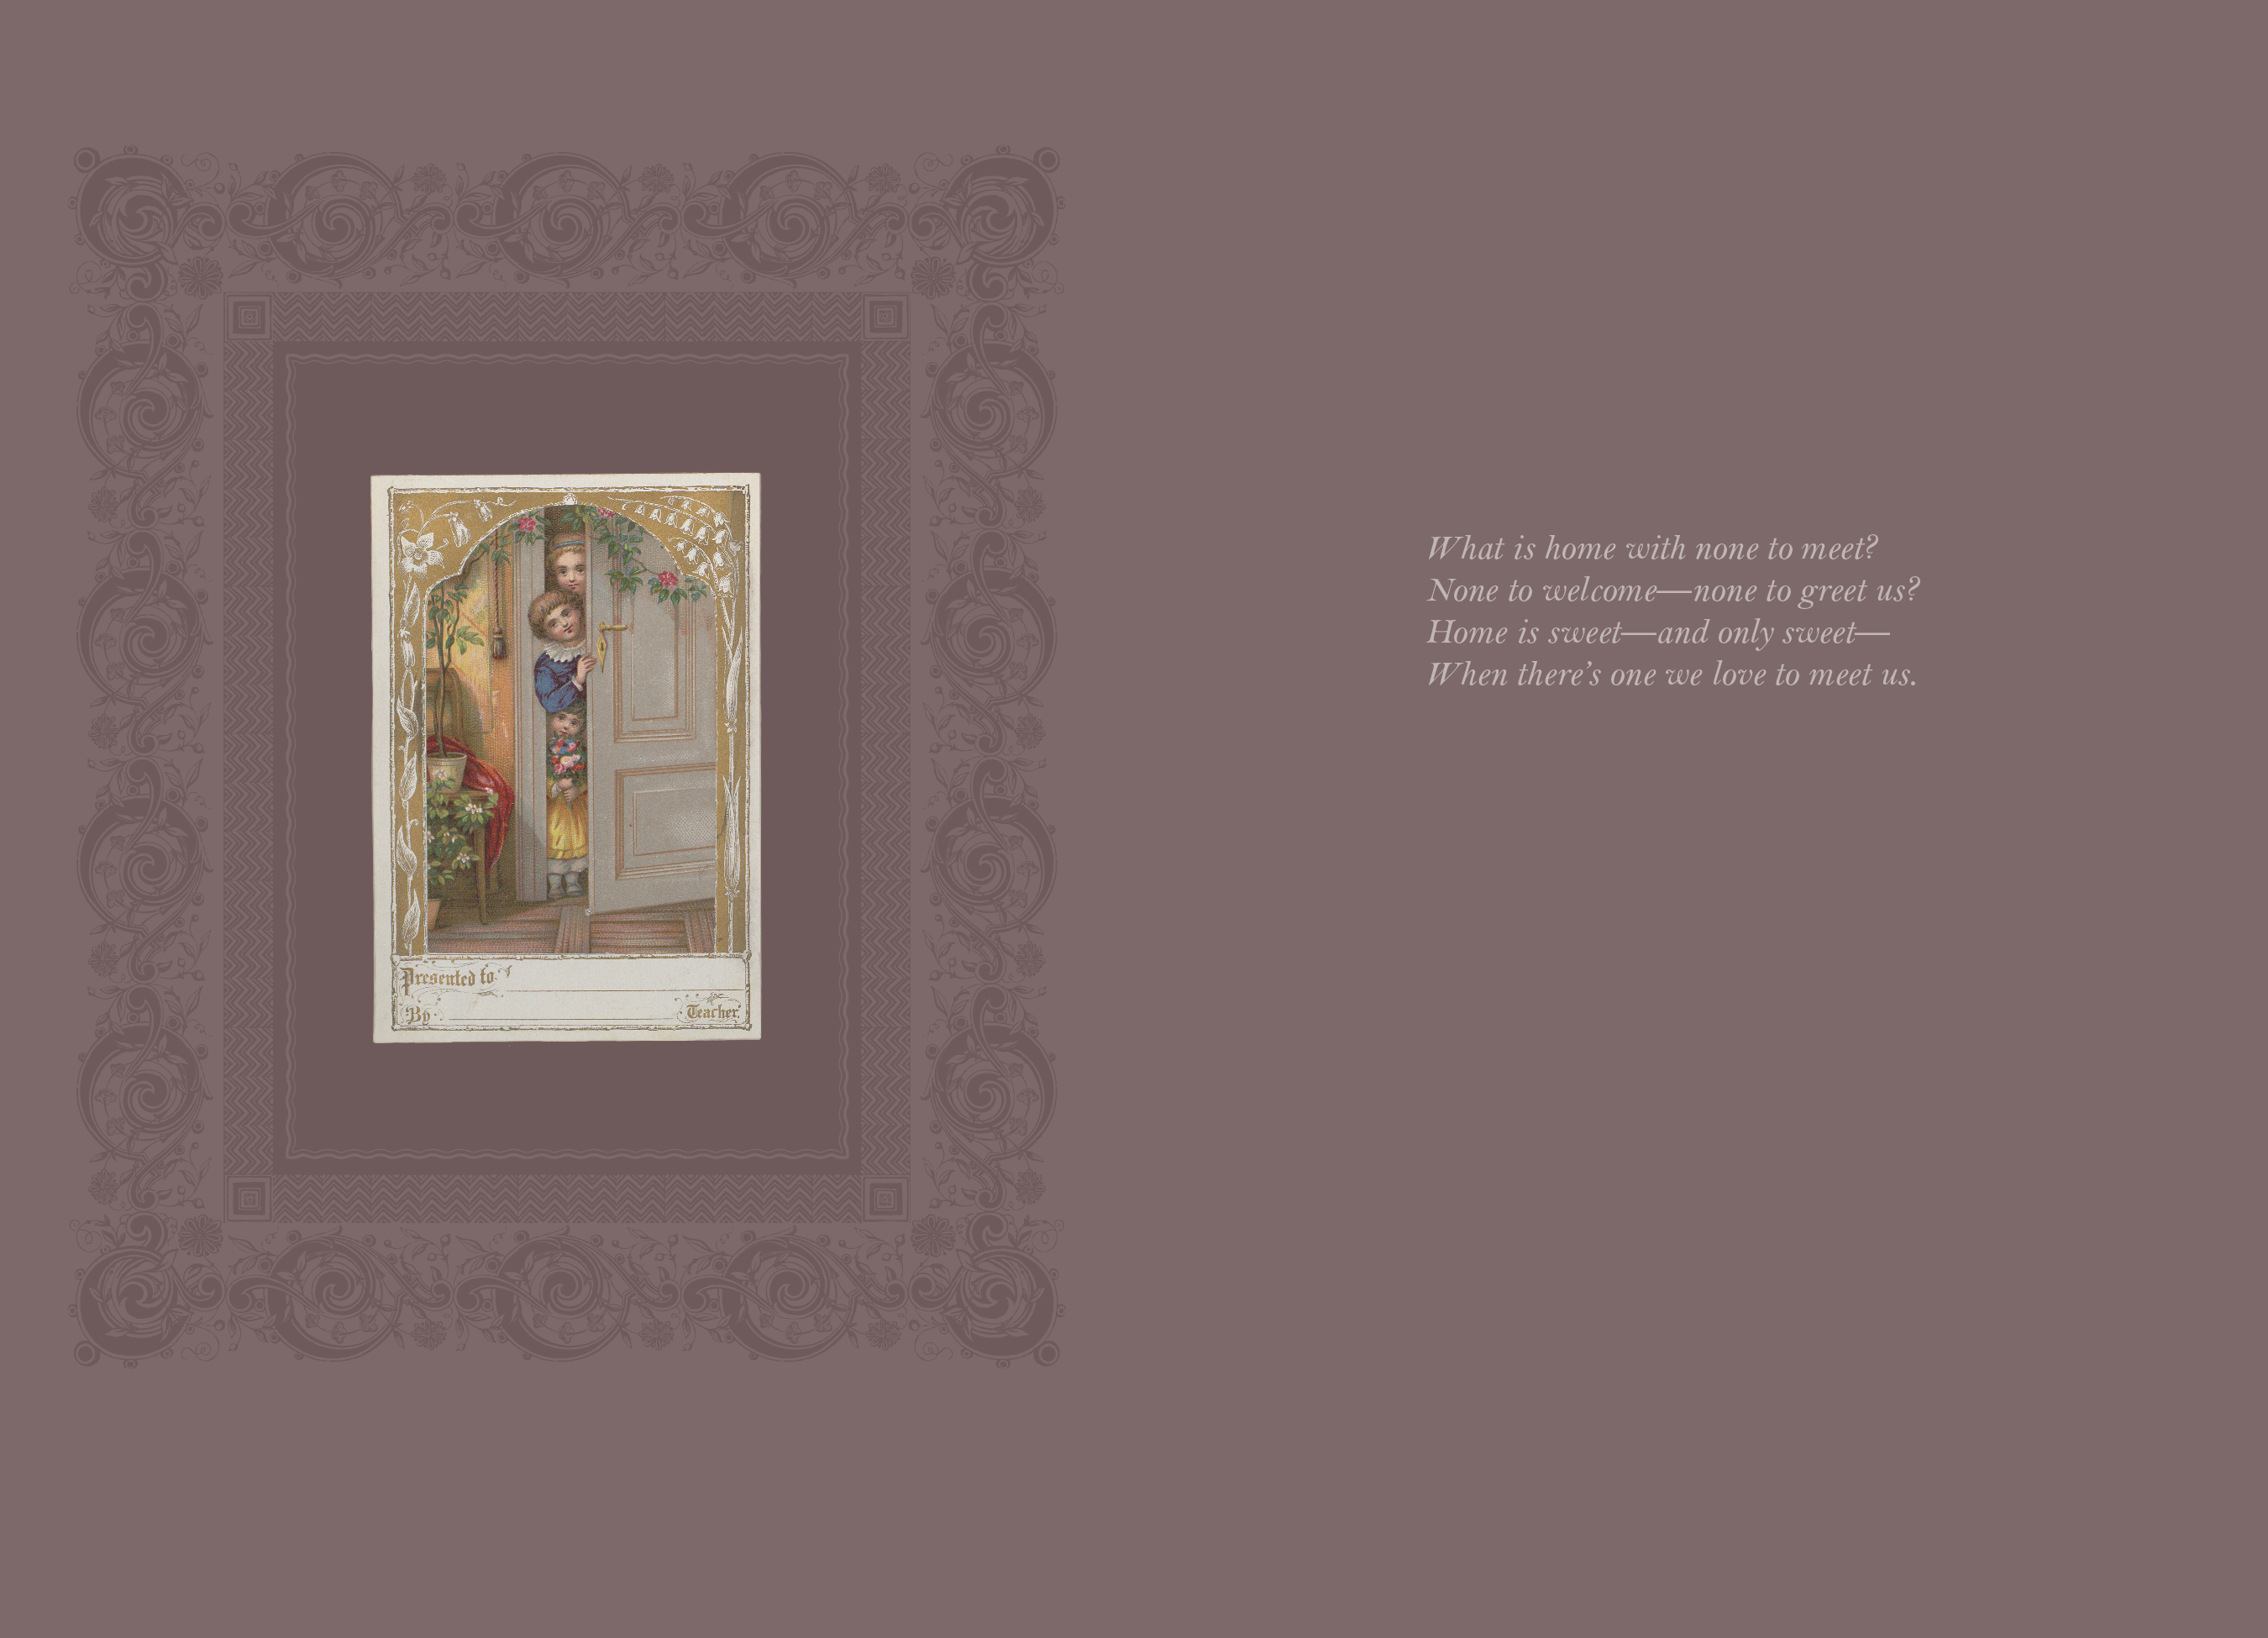 Presented to
By
Teacher.
What is home with none to meet?
None to welcome—none to greet us?
Home is sweet—and only sweet—
When there’s one we love to meet us.